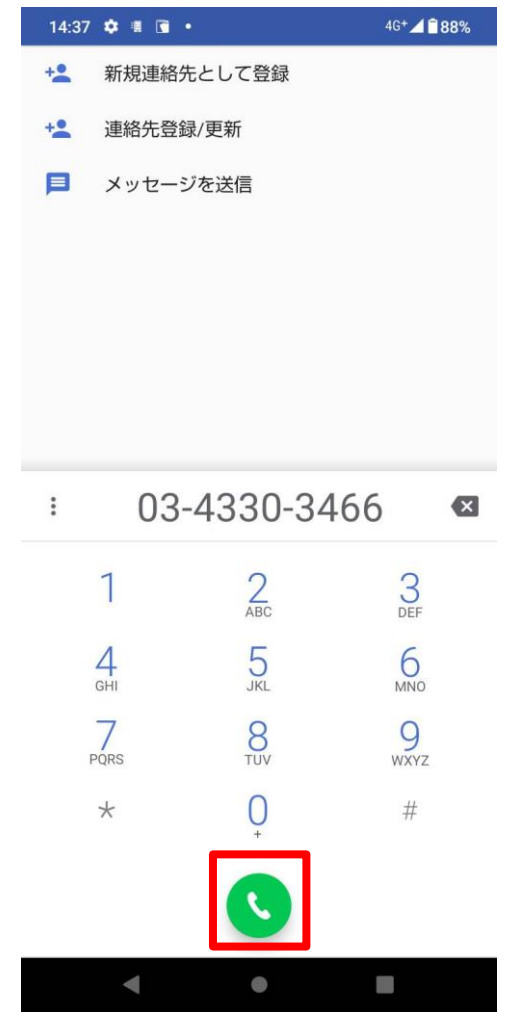 14:37 4G+ 88%
新規連絡先として登録
連絡先登録/更新
メッセージを送信
03-4330-3466
1 2 3
ABC DEF
4 5 6
GHI JKL MNO
7 8 9
PQRS TUV WXYZ
* 0 #
+